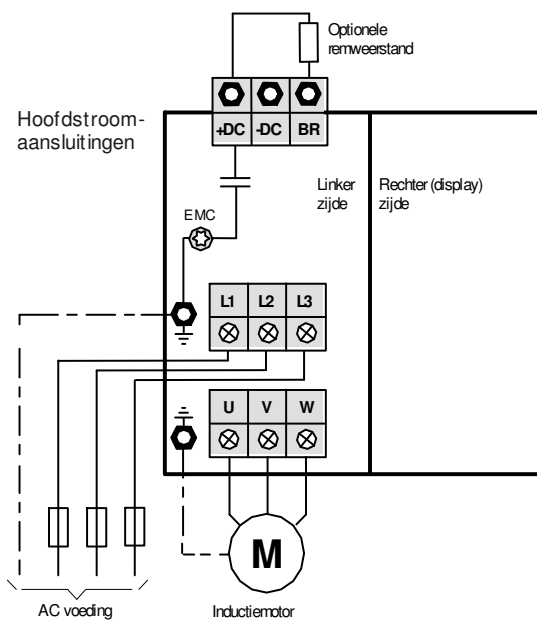 Optionele
remweerstand
Hoofdstroom-
aansluitingen
+DC -DC BR
Linker
zijde
Rechter (display)
zijde
EMC
L1 L2 L3
U V W
M
AC voeding
Inductiemotor